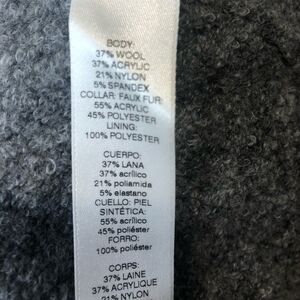 BODY:
37% WOOL
37% ACRYLIC
21% NYLON
5% SPANDEX
COLLAR: FAUX FUR:
55% ACRYLIC
45% POLYESTER
LINING:
100% POLYESTER
CUERPO:
37% LANA
37% acrílico
21% poliamida
5% elastano
CUELLO: PIEL
SINTÉTICA:
55% acrílico
45% poliéster
FORRO:
100% poliéster
CORPS:
37% LAINE
37% ACRYLIQUE
21% NYLON